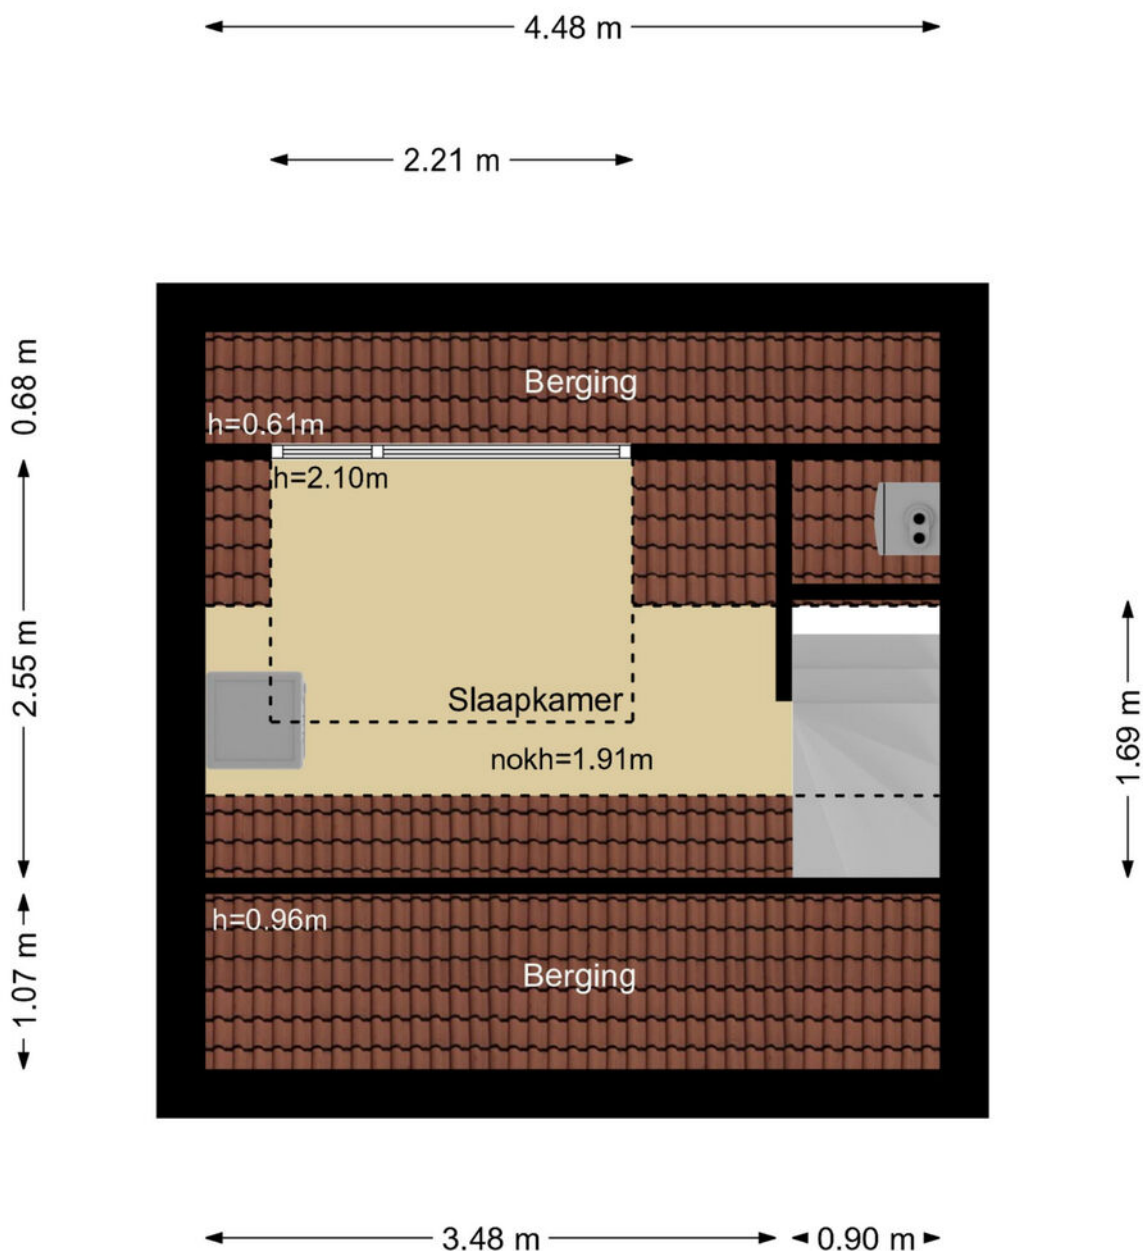 4.48 m
2.21 m
0.68 m
Berging
h=0.61m
h=2.10m
2.55 m
Slaapkamer
1.69 m
nokh=1.91m
h=0.96m
1.07 m
Berging
3.48 m
0.90 m